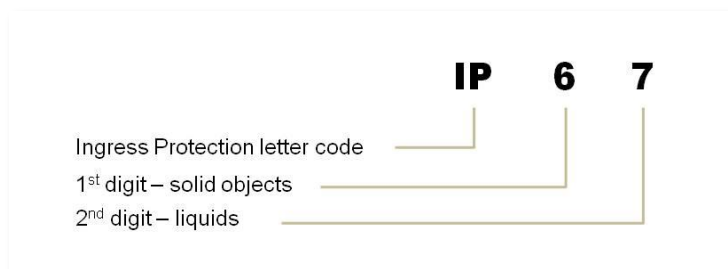 IP 6 7
Ingress Protection letter code
1st digit – solid objects
2nd digit – liquids